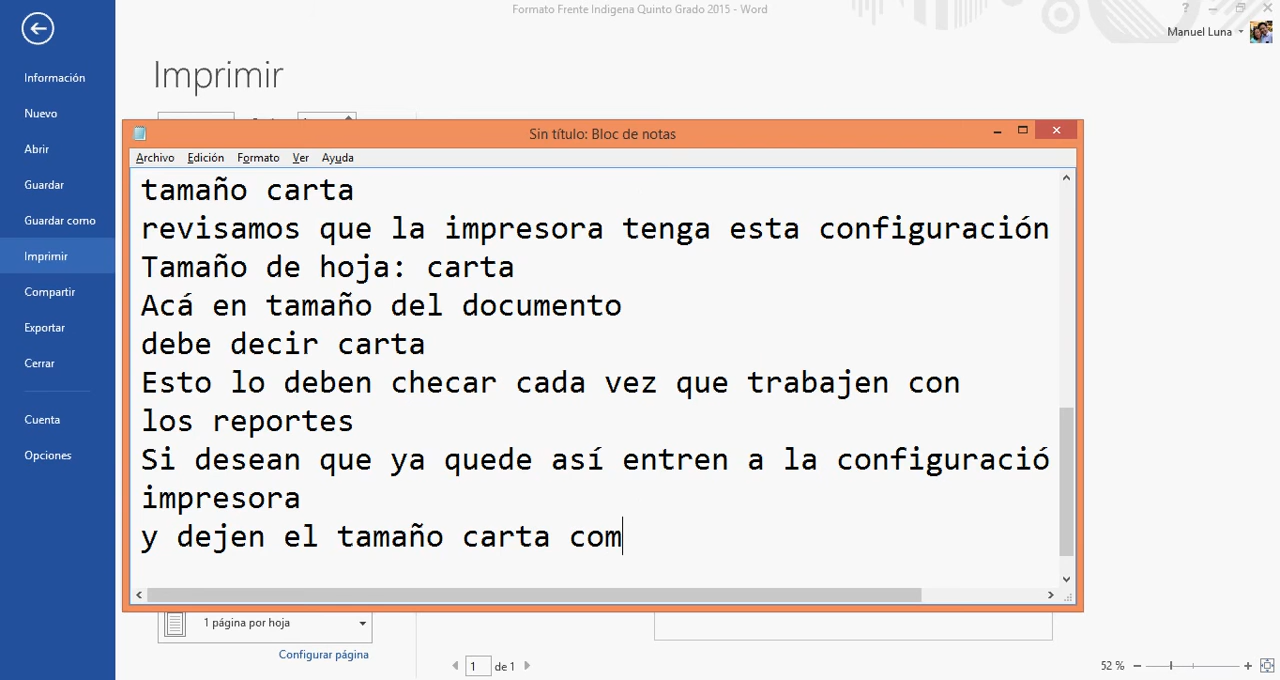 Formato Frente Indigena Quinto Grado 2015 - Word
?
Manuel Luna
Información
Nuevo
Abrir
Guardar
Guardar como
Imprimir
Compartir
Exportar
Cerrar
Cuenta
Opciones
Imprimir
Sin título: Bloc de notas
Archivo Edición Formato Ver Ayuda
tamaño carta
revisamos que la impresora tenga esta configuración
Tamaño de hoja: carta
Acá en tamaño del documento
debe decir carta
Esto lo deben checar cada vez que trabajen con
los reportes
Si desean que ya quede así entren a la configuració
impresora
y dejen el tamaño carta com
1 página por hoja
Configurar página
1 de 1
52 %